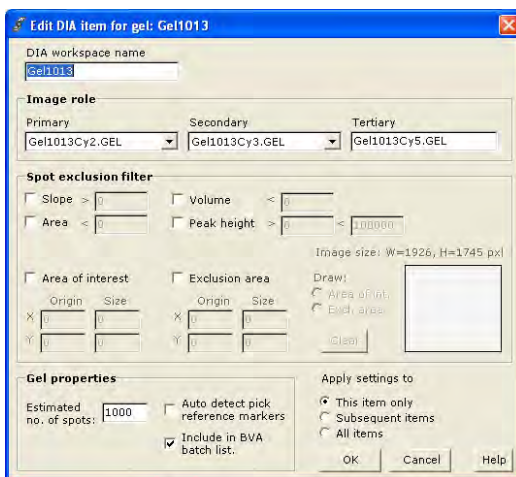 Edit DIA item for gel: Gel1013
DIA workspace name
Gel1013
Image role
Primary Secondary Tertiary
Gel1013Cy2.GEL Gel1013Cy3.GEL Gel1013Cy5.GEL
Spot exclusion filter
Slope > 0 Volume < 0
Area < 0 Peak height > 0 < 100000
Image size: W=1926, H=1745 pxl
Area of interest Exclusion area Draw:
Origin Size Origin Size Area of int.
X 0 0 X 0 0 Excl. area
Y 0 0 Y 0 0 Clear
Gel properties Apply settings to
Estimated no. of spots: 1000
Auto detect pick reference markers
Include in BVA batch list.
This item only
Subsequent items
All items
OK Cancel Help